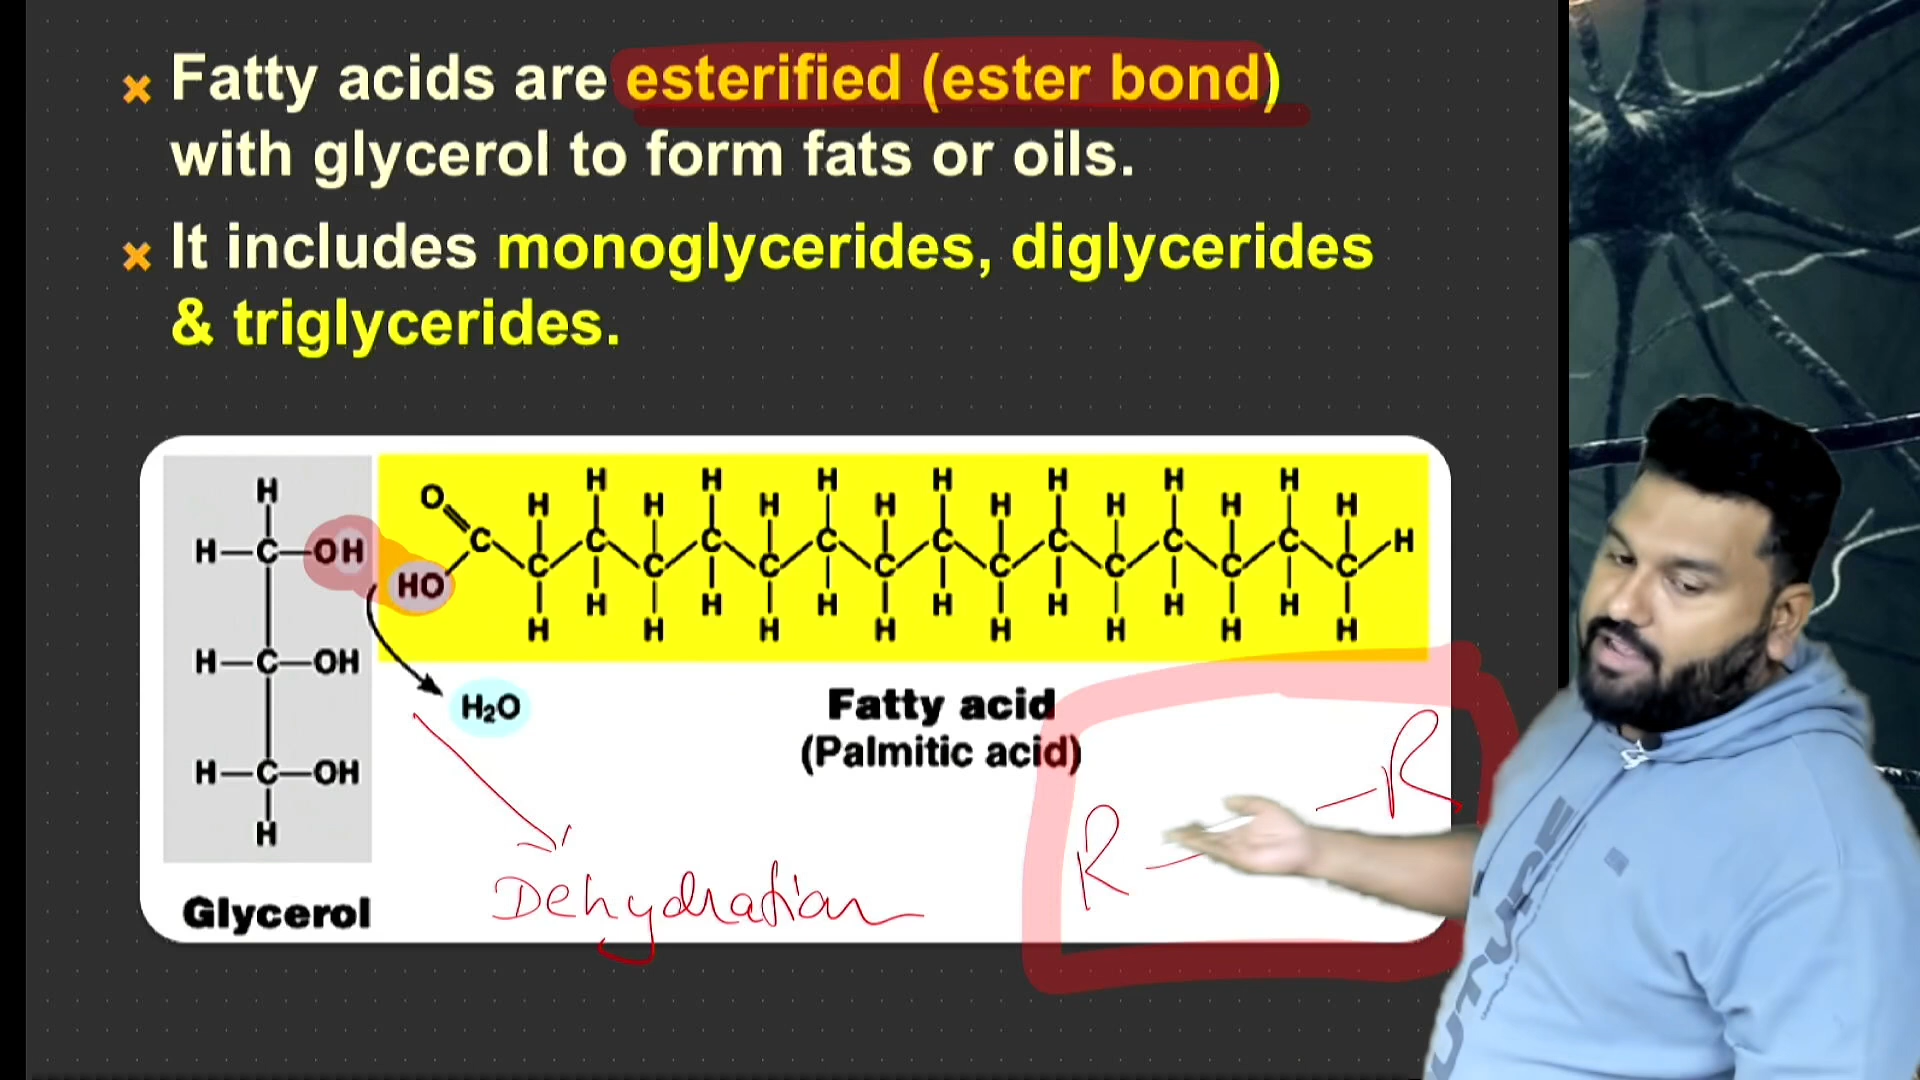 × Fatty acids are esterified (ester bond)
with glycerol to form fats or oils.
× It includes monoglycerides, diglycerides
& triglycerides.
H H H H H H H H
H H H H H H H H H
O
C C C C C C C C H
H—C—OH
HO C C C C C C C C
H H H H H H H
H H H H H H H H
H—C—OH
H₂O
Fatty acid
(Palmitic acid)
H—C—OH
H
R — — R
Dehydration
Glycerol